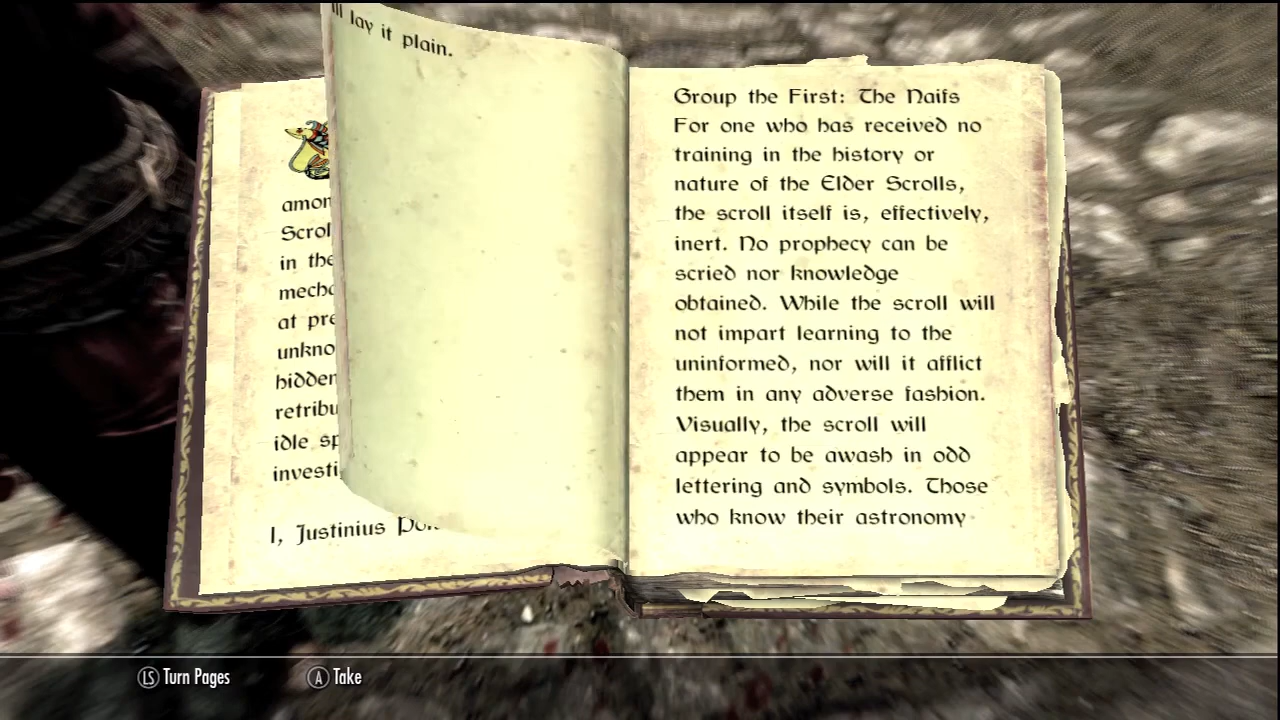 lay it plain.
Scrol
in the
mecha
at pre
unkno
hidden
retribu
idle sp
investi
I, Justinius
Group the First: The Naifs
For one who has received no
training in the history or
nature of the Elder Scrolls,
the scroll itself is, effectively,
inert. No prophecy can be
scried nor knowledge
obtained. While the scroll will
not impart learning to the
uninformed, nor will it afflict
them in any adverse fashion.
Visually, the scroll will
appear to be awash in odd
lettering and symbols. Those
who know their astronomy
LS Turn Pages
A Take